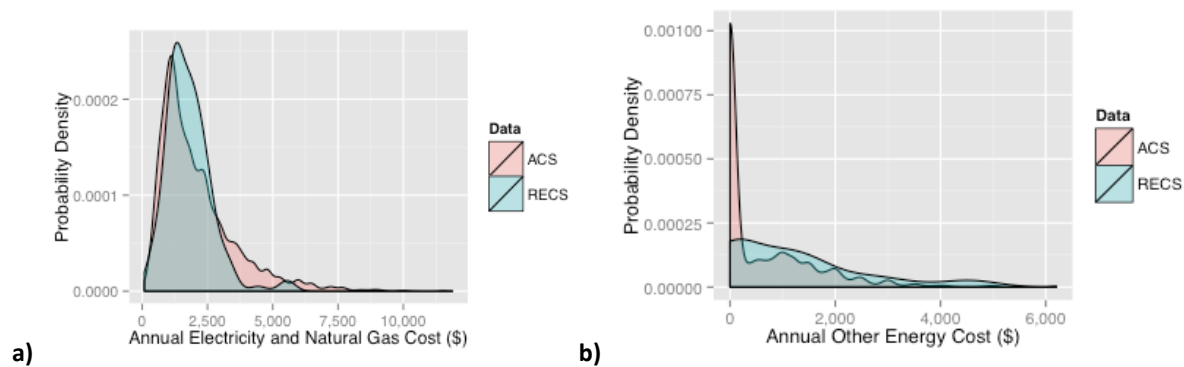 0.0002
0.0001
0.0000
Probability Density
0
2,500
5,000
7,500
10,000
Annual Electricity and Natural Gas Cost ($)
Data
ACS
RECS
a)
0.00100
0.00075
0.00050
0.00025
0.00000
Probability Density
0
2,000
4,000
6,000
Annual Other Energy Cost ($)
Data
ACS
RECS
b)